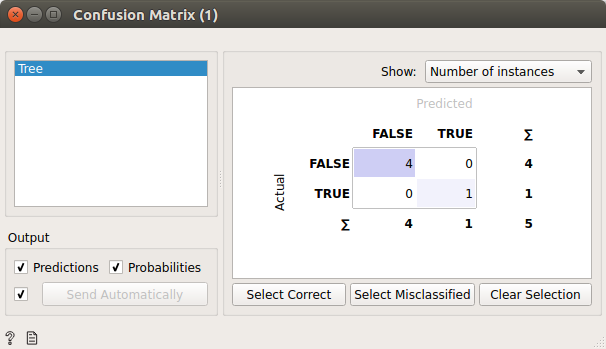 Confusion Matrix (1)
Tree
Output
Predictions Probabilities
Send Automatically
Show: Number of instances
Predicted
FALSE TRUE ∑
Actual
FALSE 4 0 4
TRUE 0 1 1
∑ 4 1 5
Select Correct Select Misclassified Clear Selection
?